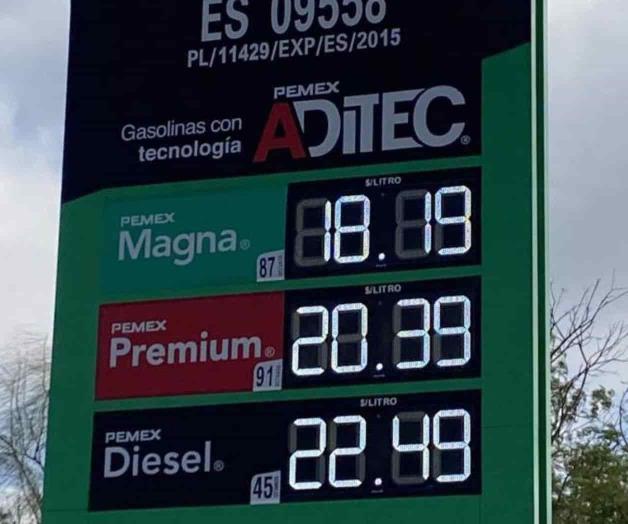 ES 09558
PL/11429/EXP/ES/2015
Gasolinas con
tecnología
PEMEX
ADITEC®
$/LITRO
PEMEX
Magna®
87
18.19
$/LITRO
PEMEX
Premium®
91
20.39
$/LITRO
PEMEX
Diesel®
45
22.49